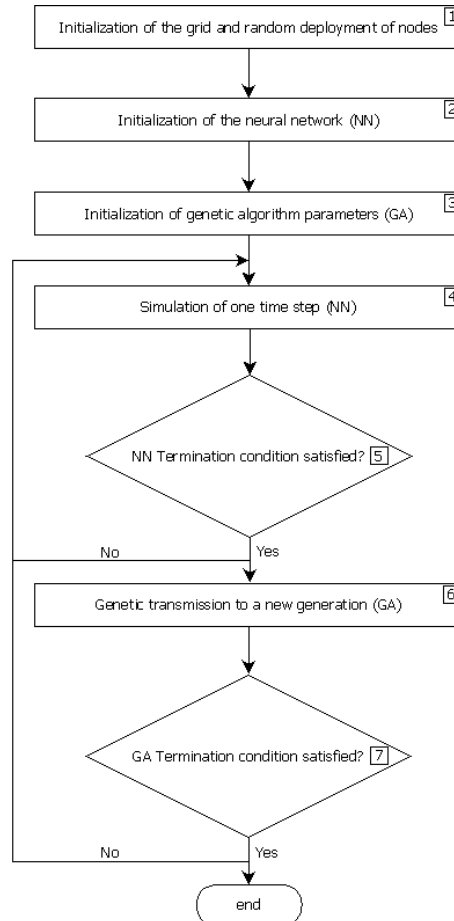 Initialization of the grid and random deployment of nodes 1
Initialization of the neural network (NN) 2
Initialization of genetic algorithm parameters (GA) 3
Simulation of one time step (NN) 4
NN Termination condition satisfied? 5
No Yes
Genetic transmission to a new generation (GA) 6
GA Termination condition satisfied? 7
No Yes
end